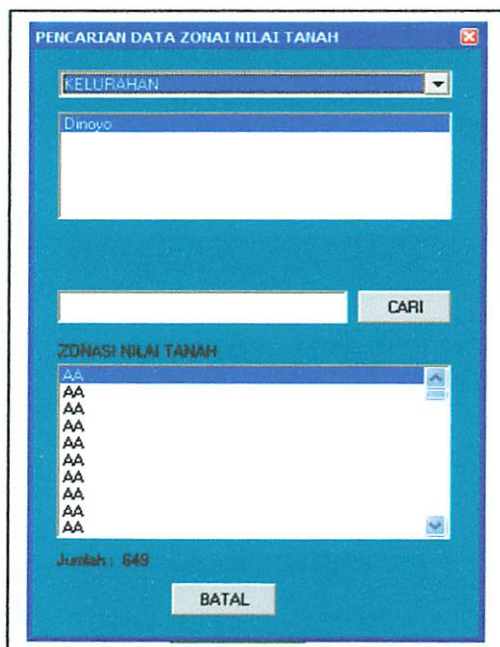 PENCARIAN DATA ZONAI NILAI TANAH
KELURAHAN
Dinoyo
CARI
ZONASI NILAI TANAH
AA
AA
AA
AA
AA
AA
AA
AA
AA
AA
Jumlah : 649
BATAL